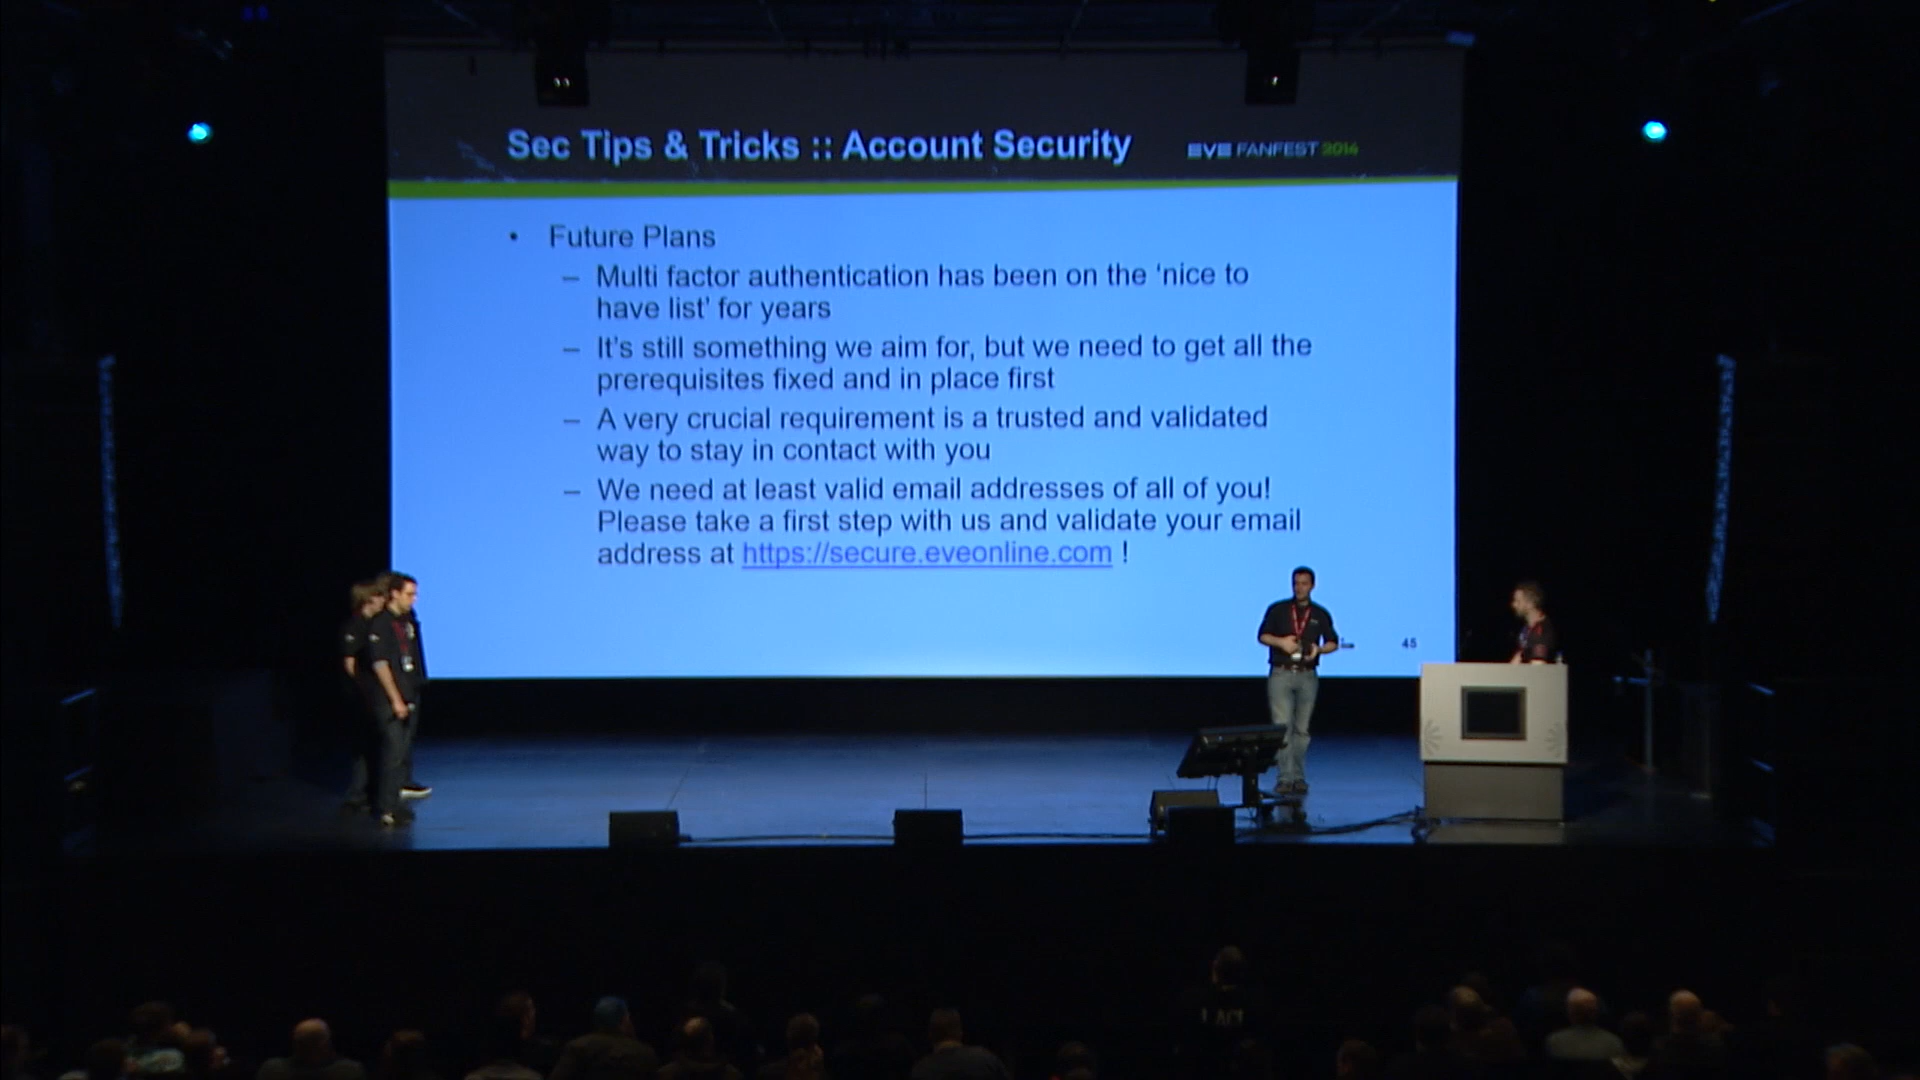 Sec Tips & Tricks :: Account Security
EVE FANFEST 2014
• Future Plans
– Multi factor authentication has been on the ‘nice to
have list’ for years
– It’s still something we aim for, but we need to get all the
prerequisites fixed and in place first
– A very crucial requirement is a trusted and validated
way to stay in contact with you
– We need at least valid email addresses of all of you!
Please take a first step with us and validate your email
address at https://secure.eveonline.com !
45